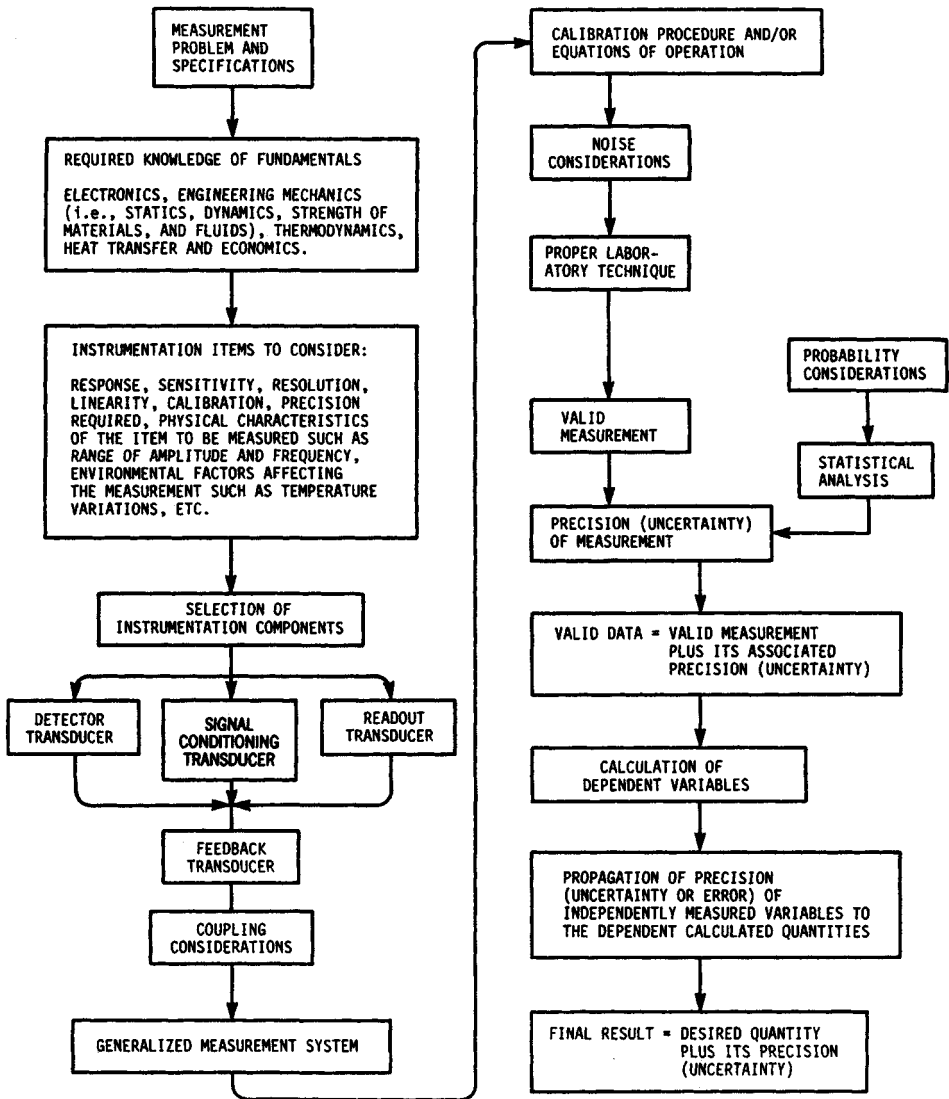 MEASUREMENT
PROBLEM AND
SPECIFICATIONS
REQUIRED KNOWLEDGE OF FUNDAMENTALS
ELECTRONICS, ENGINEERING MECHANICS
(i.e., STATICS, DYNAMICS, STRENGTH OF
MATERIALS, AND FLUIDS), THERMODYNAMICS,
HEAT TRANSFER AND ECONOMICS.
INSTRUMENTATION ITEMS TO CONSIDER:
RESPONSE, SENSITIVITY, RESOLUTION,
LINEARITY, CALIBRATION, PRECISION
REQUIRED, PHYSICAL CHARACTERISTICS
OF THE ITEM TO BE MEASURED SUCH AS
RANGE OF AMPLITUDE AND FREQUENCY,
ENVIRONMENTAL FACTORS AFFECTING
THE MEASUREMENT SUCH AS TEMPERATURE
VARIATIONS, ETC.
SELECTION OF
INSTRUMENTATION COMPONENTS
DETECTOR
TRANSDUCER
SIGNAL
CONDITIONING
TRANSDUCER
READOUT
TRANSDUCER
FEEDBACK
TRANSDUCER
COUPLING
CONSIDERATIONS
GENERALIZED MEASUREMENT SYSTEM
CALIBRATION PROCEDURE AND/OR
EQUATIONS OF OPERATION
NOISE
CONSIDERATIONS
PROPER LABOR-
ATORY TECHNIQUE
VALID
MEASUREMENT
PROBABILITY
CONSIDERATIONS
STATISTICAL
ANALYSIS
PRECISION (UNCERTAINTY)
OF MEASUREMENT
VALID DATA = VALID MEASUREMENT
PLUS ITS ASSOCIATED
PRECISION (UNCERTAINTY)
CALCULATION OF
DEPENDENT VARIABLES
PROPAGATION OF PRECISION
(UNCERTAINTY OR ERROR) OF
INDEPENDENTLY MEASURED VARIABLES TO
THE DEPENDENT CALCULATED QUANTITIES
FINAL RESULT = DESIRED QUANTITY
PLUS ITS PRECISION
(UNCERTAINTY)